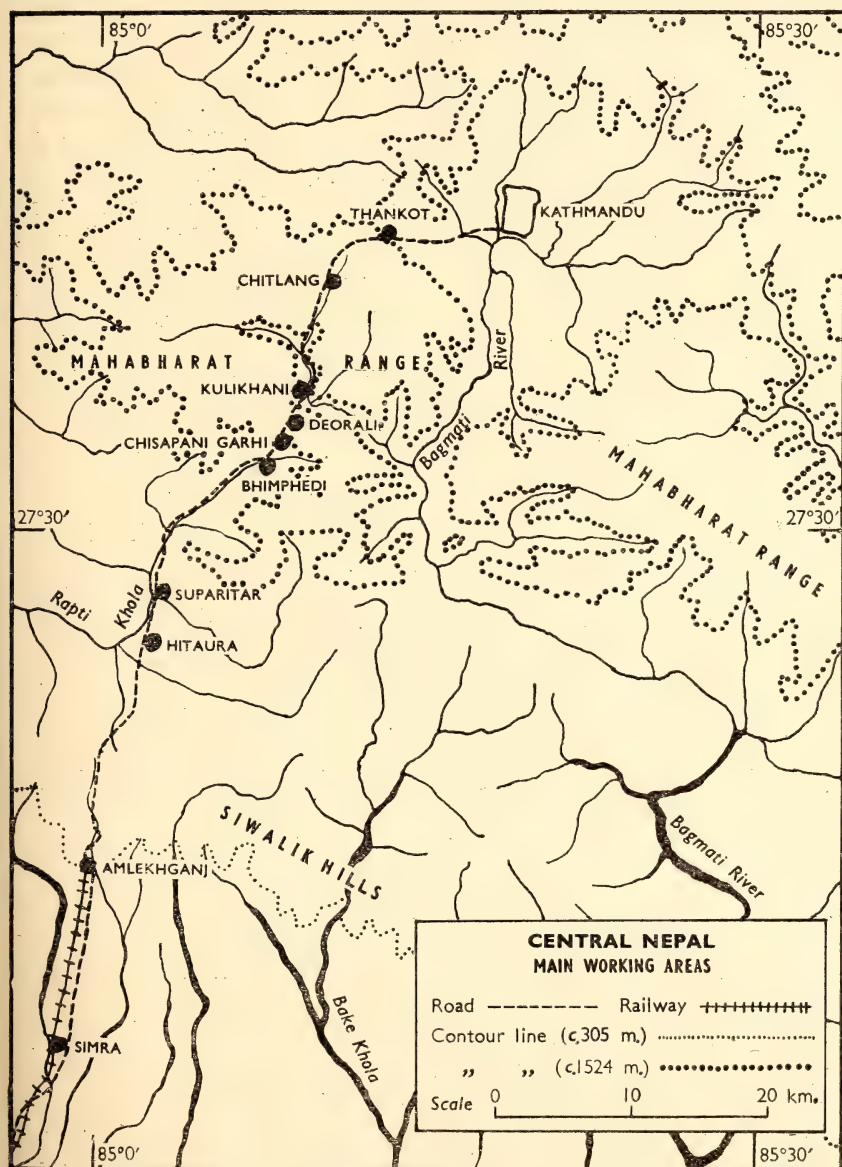 85°0′
85°30′
THANKOT
KATHMANDU
CHITLANG
River
MAHABHARAT RANGE
KULIKHANI
DEORALI
CHISAPANI GARHI
Bagmati
BHIMPHEDI
MAHABHARAT RANGE
27°30′
27°30′
Rapti Khola
SUPARITAR
HITAURA
SIWALIK HILLS
Bagmati River
AMLEKHGANJ
SIMRA
Bake Khola
CENTRAL NEPAL
MAIN WORKING AREAS
Road Railway
Contour line (c.305 m.)
„ „ (c.1524 m.)
Scale 0 10 20 km.
85°0′
85°30′